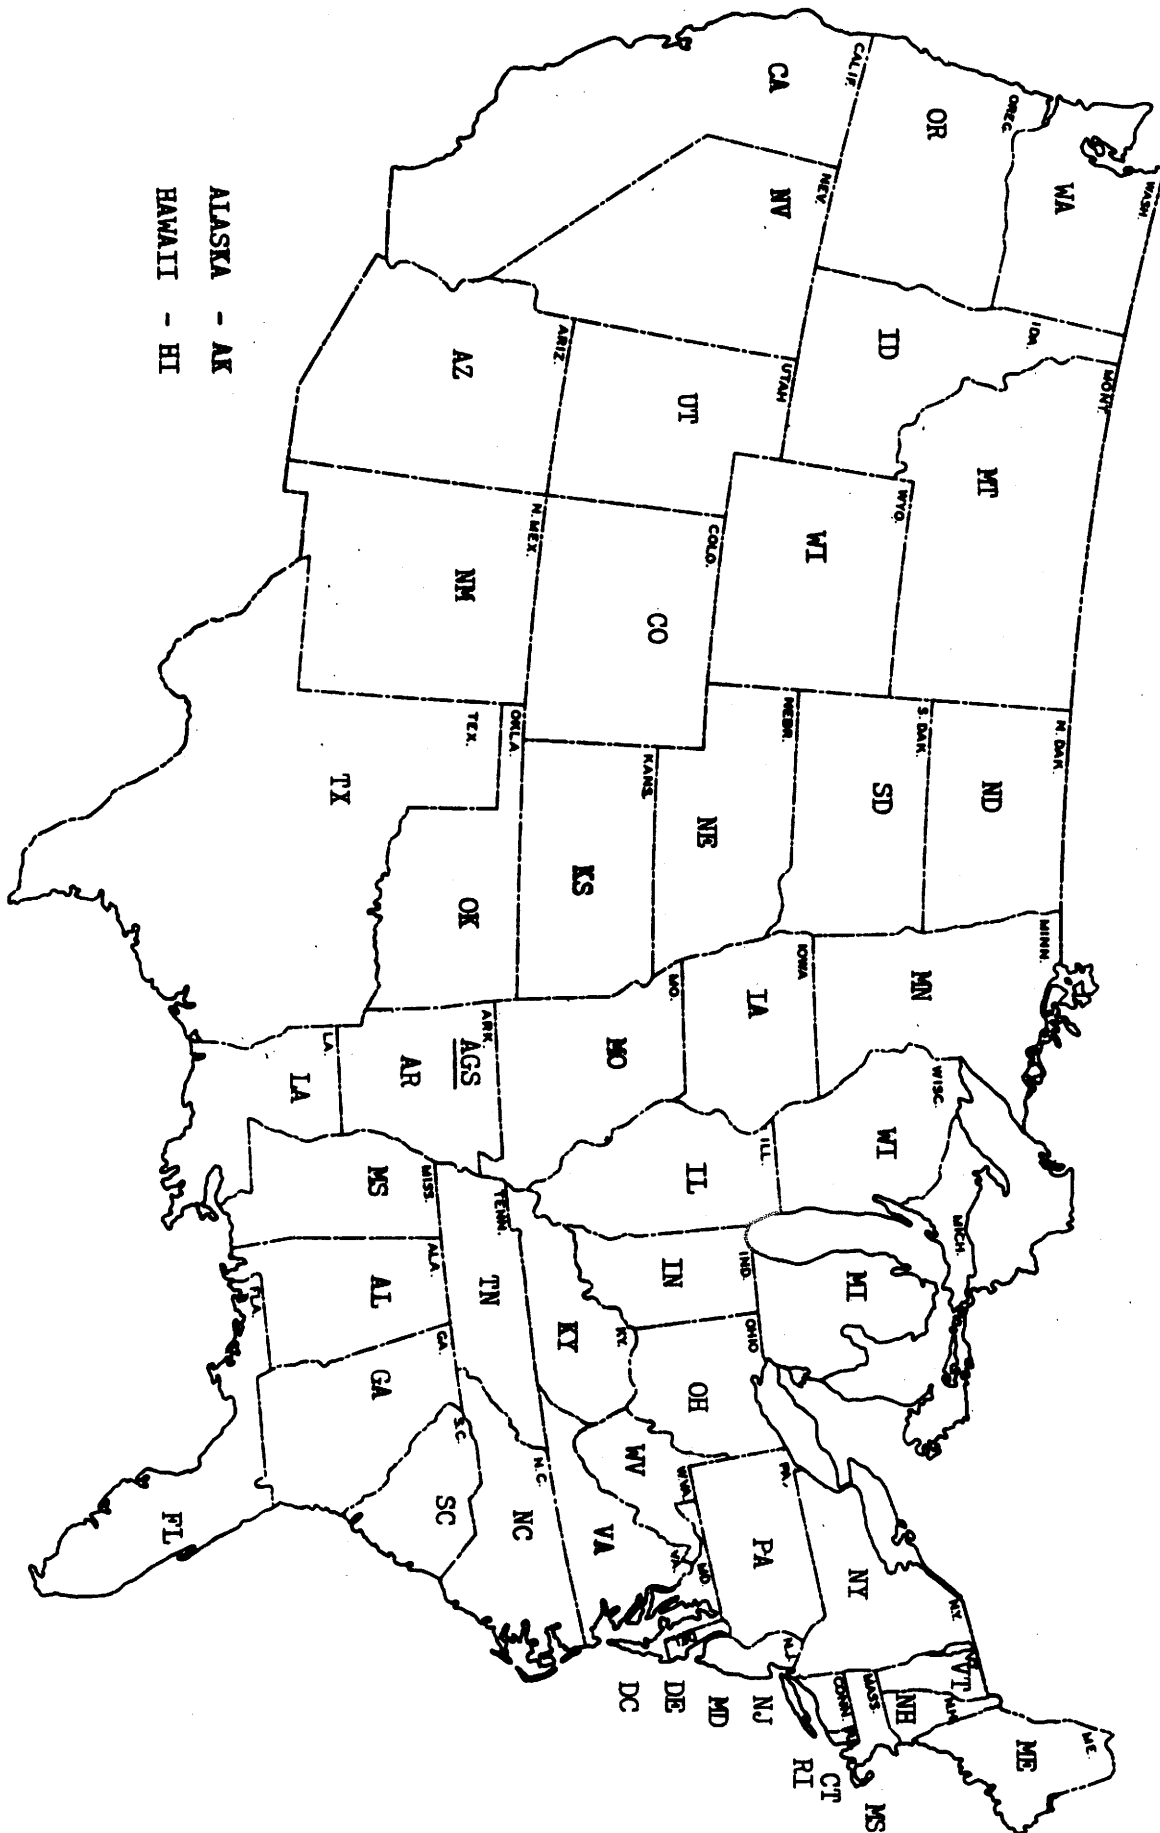 WASH.
WA
OREG.
OR
CALIF.
CA
NEV.
NV
IDA.
ID
MONT.
MT
WYO.
WI
UTAH
UT
COLO.
CO
ARIZ.
AZ
N.MEX.
NM
N. DAK.
ND
S. DAK.
SD
NEBR.
NE
KANS.
KS
OKLA.
OK
TEX.
TX
MINN.
MN
IOWA
IA
MO.
MO
ARK.
AGS
AR
LA.
LA
WISC.
WI
ILL.
IL
MICH.
MI
IND.
IN
OHIO
OH
KY.
KY
TENN.
TN
MISS.
MS
ALA.
AL
GA.
GA
FLA.
FL
S.C.
SC
N.C.
NC
VA.
VA
W.VA.
WV
MD.
PA.
PA
N.Y.
NY
N.J.
VT
N.H.
NH
ME.
ME
MASS.
CONN.
MS
CT
RI
NJ
MD
DE
DC
ALASKA - AK
HAWAII - HI